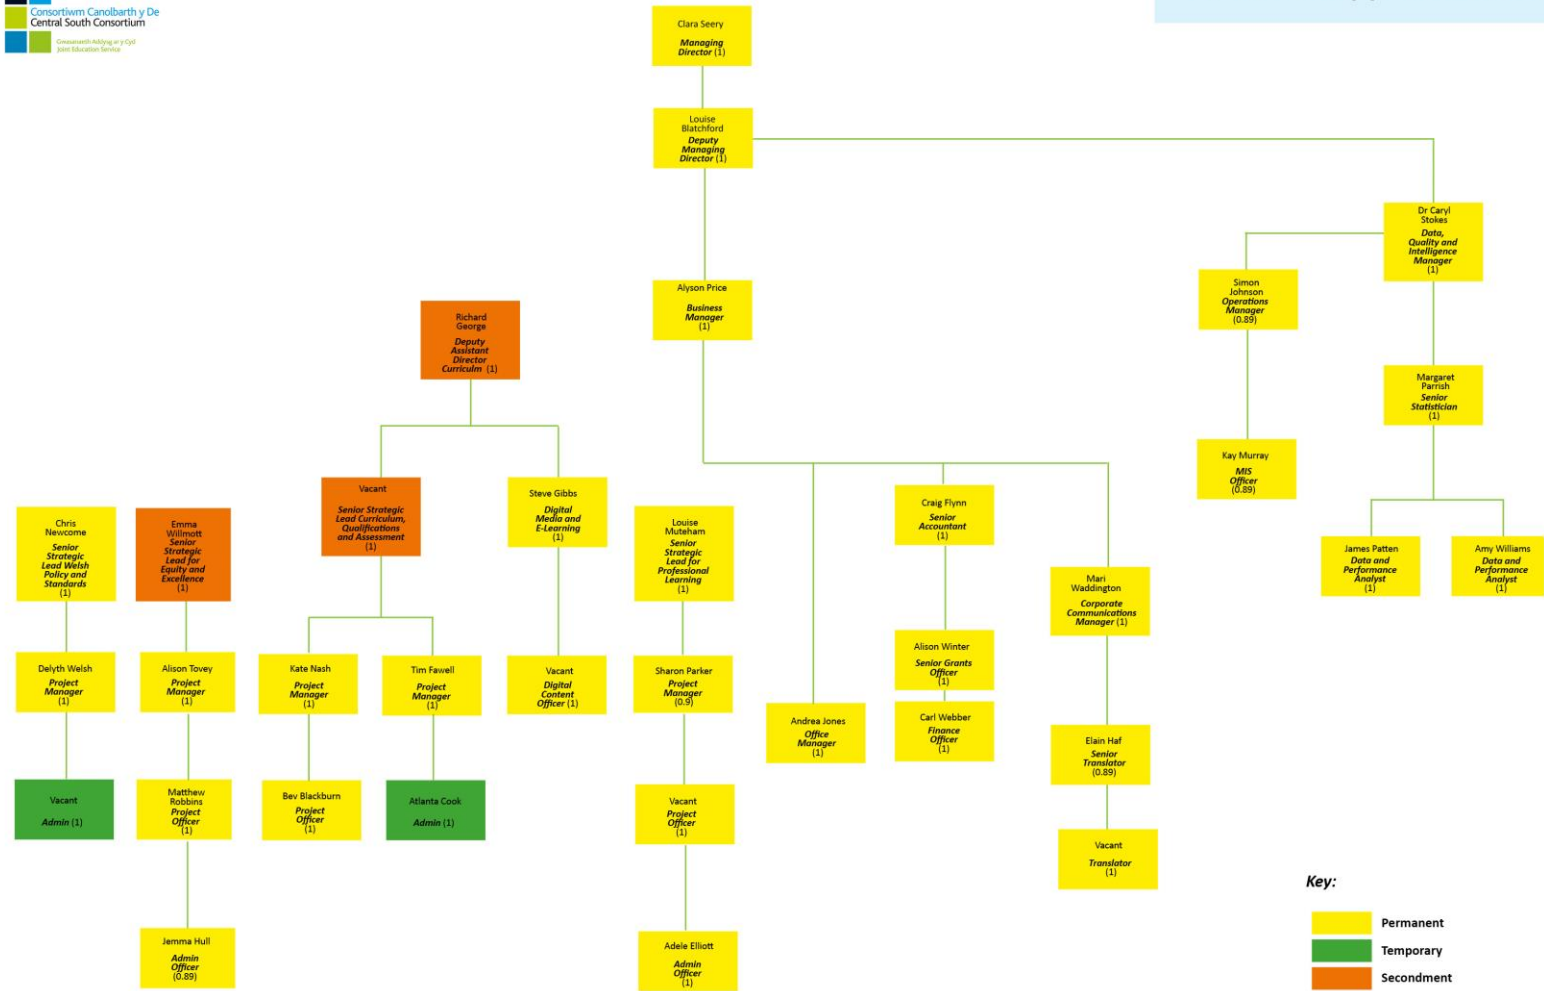 Consortiwm Canolbarth y De
Central South Consortium
Gwasanaeth Addysg ar y Cyd
Joint Education Service
Clara Seery
Managing
Director (1)
Louise
Blatchford
Deputy
Managing
Director (1)
Dr Caryl
Stokes
Data,
Quality and
Intelligence
Manager
(1)
Simon
Johnson
Operations
Manager
(0.89)
Alyson Price
Business
Manager
(1)
Richard
George
Deputy
Assistant
Director
Curriculm (1)
Margaret
Parrish
Senior
Statistician
(1)
Kay Murray
MIS
Officer
(0.89)
Vacant
Senior Strategic
Lead Curriculum,
Qualifications
and Assessment
(1)
Steve Gibbs
Digital
Media and
E-Learning
(1)
Craig Flynn
Senior
Accountant
(1)
Chris
Newcome
Senior
Strategic
Lead Welsh
Policy and
Standards
(1)
Emma
Willmott
Senior
Strategic
Lead for
Equity and
Excellence
(1)
Louise
Muteham
Senior
Strategic
Lead for
Professional
Learning
(1)
James Patten
Data and
Performance
Analyst
(1)
Amy Williams
Data and
Performance
Analyst
(1)
Mari
Waddington
Corporate
Communications
Manager (1)
Alison Winter
Senior Grants
Officer
(1)
Delyth Welsh
Project
Manager
(1)
Alison Tovey
Project
Manager
(1)
Kate Nash
Project
Manager
(1)
Tim Fawell
Project
Manager
(1)
Vacant
Digital
Content
Officer (1)
Sharon Parker
Project
Manager
(0.9)
Andrea Jones
Office
Manager
(1)
Carl Webber
Finance
Officer
(1)
Elain Haf
Senior
Translator
(0.89)
Vacant
Admin (1)
Matthew
Robbins
Project
Officer
(1)
Bev Blackburn
Project
Officer
(1)
Atlanta Cook
Admin (1)
Vacant
Project
Officer
(1)
Vacant
Translator
(1)
Jemma Hull
Admin
Officer
(0.89)
Adele Elliott
Admin
Officer
(1)
Key:
Permanent
Temporary
Secondment